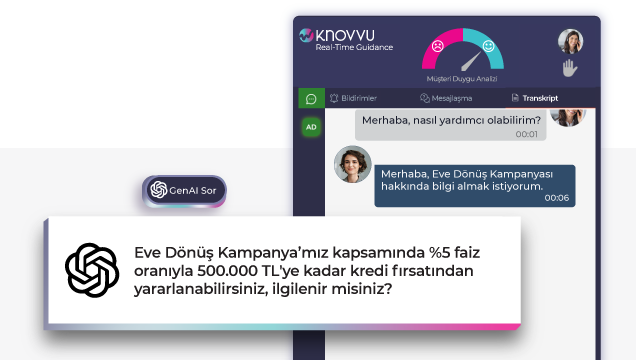 KNOVVU
Real-Time Guidance
Müşteri Duygu Analizi
Bildirimler
Mesajlaşma
Transkript
AD
Merhaba, nasıl yardımcı olabilirim?
00:01
Merhaba, Eve Dönüş Kampanyası
hakkında bilgi almak istiyorum.
00:06
GenAI Sor
Eve Dönüş Kampanya’mız kapsamında %5 faiz
oranıyla 500.000 TL'ye kadar kredi fırsatından
yararlanabilirsiniz, ilgilenir misiniz?